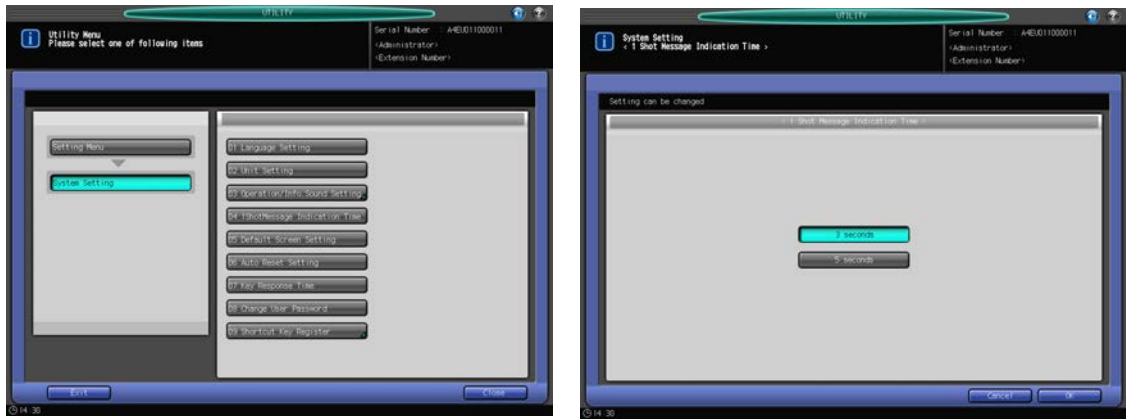 UTILITY
Utility Menu
Please select one of following items
Serial Number : A4EU011000011
<Administrator>
<Extension Number>
Setting Menu
System Setting
01 Language Setting
02 Unit Setting
03 Operation/Info.Sound Setting
04 1ShotMessage Indication Time
05 Default Screen Setting
06 Auto Reset Setting
07 Key Response Time
08 Change User Password
09 Shortcut Key Register
Exit
Close
14:30
UTILITY
System Setting
< 1 Shot Message Indication Time >
Serial Number : A4EU011000011
<Administrator>
<Extension Number>
Setting can be changed
< 1 Shot Message Indication Time >
3 seconds
5 seconds
Cancel
OK
14:30